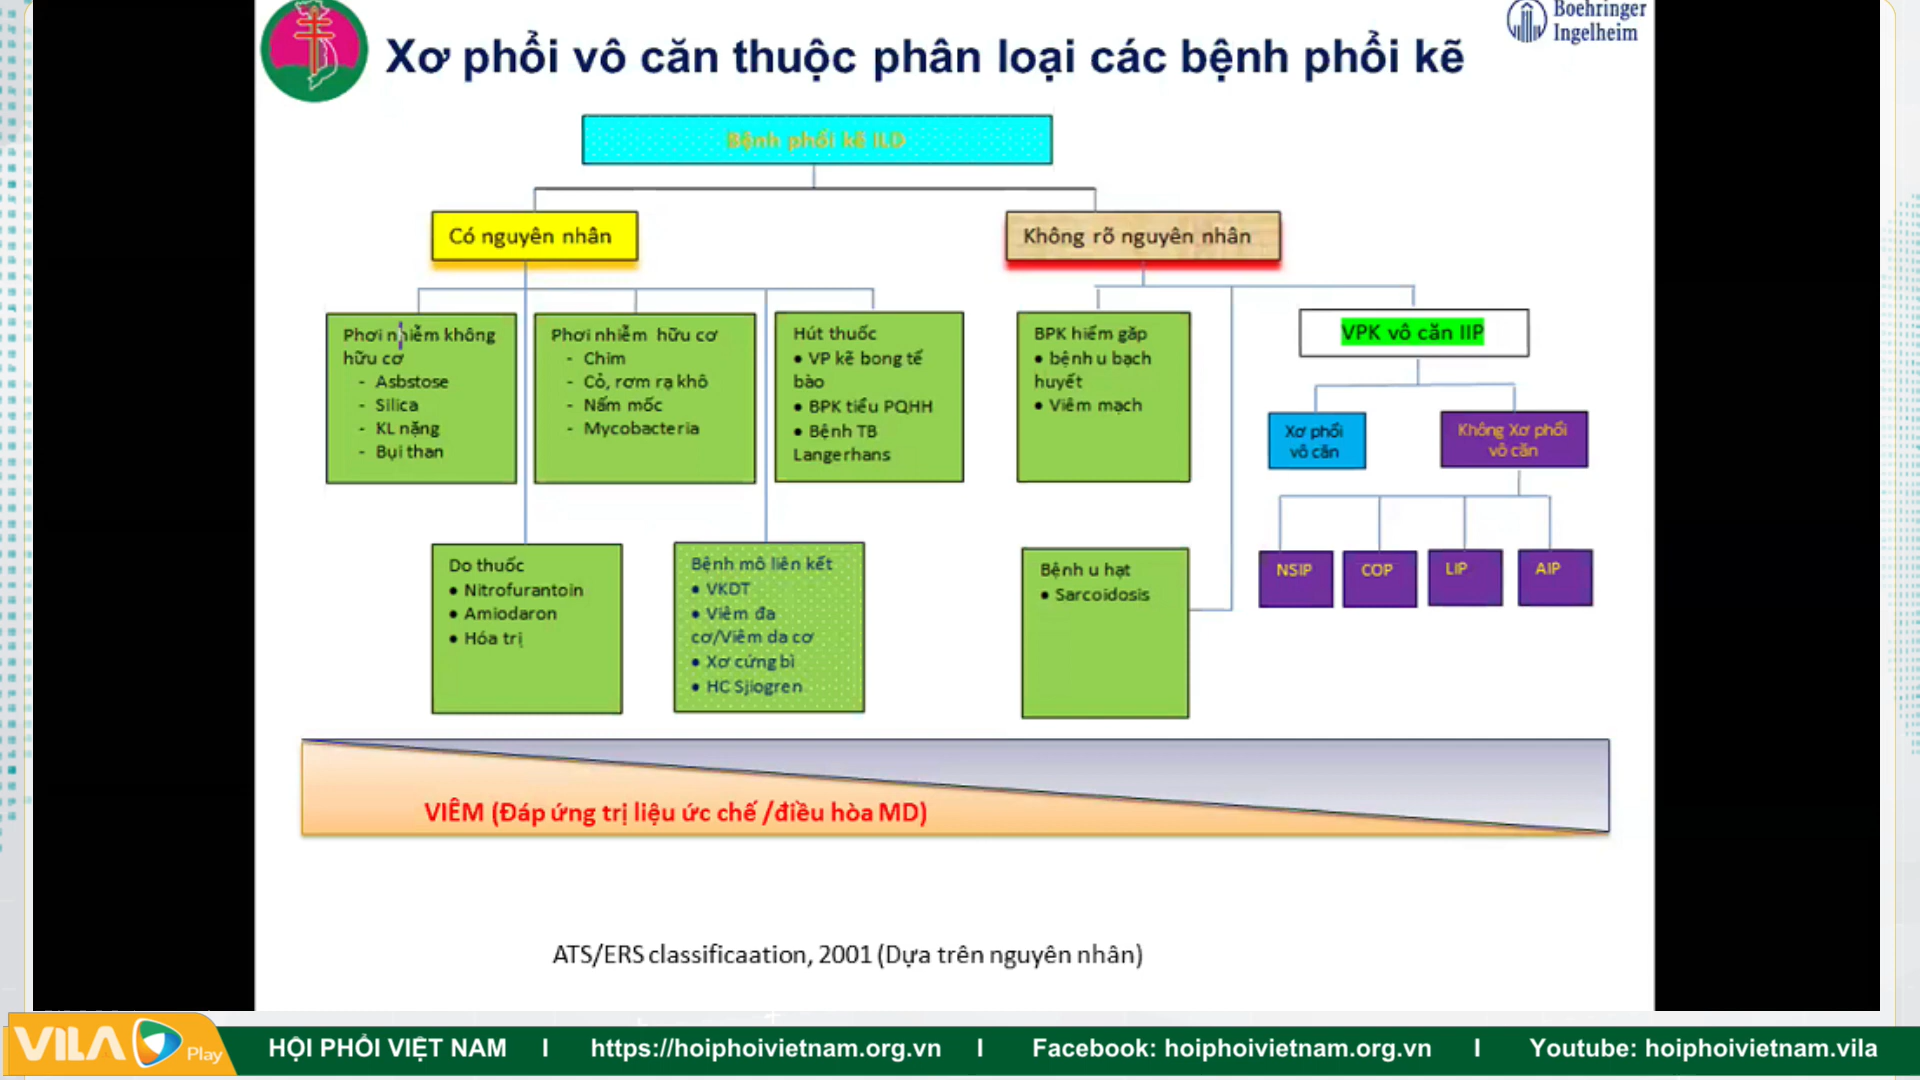 Boehringer
Ingelheim
Xơ phổi vô căn thuộc phân loại các bệnh phổi kẽ
Bệnh phổi kẽ ILD
Có nguyên nhân
Không rõ nguyên nhân
Phơi nhiễm không
hữu cơ
- Asbstose
- Silica
- KL nặng
- Bụi than
Phơi nhiễm hữu cơ
- Chim
- Cỏ, rơm rạ khô
- Nấm mốc
- Mycobacteria
Hút thuốc
• VP kẽ bong tế
bào
• BPK tiểu PQHH
• Bệnh TB
Langerhans
BPK hiếm gặp
• bệnh u bạch
huyết
• Viêm mạch
VPK vô căn IIP
Xơ phổi
vô căn
Không Xơ phổi
vô căn
NSIP
COP
LIP
AIP
Do thuốc
• Nitrofurantoin
• Amiodaron
• Hóa trị
Bệnh mô liên kết
• VKDT
• Viêm đa
cơ/Viêm da cơ
• Xơ cứng bì
• HC Sjiogren
Bệnh u hạt
• Sarcoidosis
VIÊM (Đáp ứng trị liệu ức chế /điều hòa MD)
ATS/ERS classificaation, 2001 (Dựa trên nguyên nhân)
VILA Play
HỘI PHỔI VIỆT NAM I https://hoiphoivietnam.org.vn I Facebook: hoiphoivietnam.org.vn I Youtube: hoiphoivietnam.vila